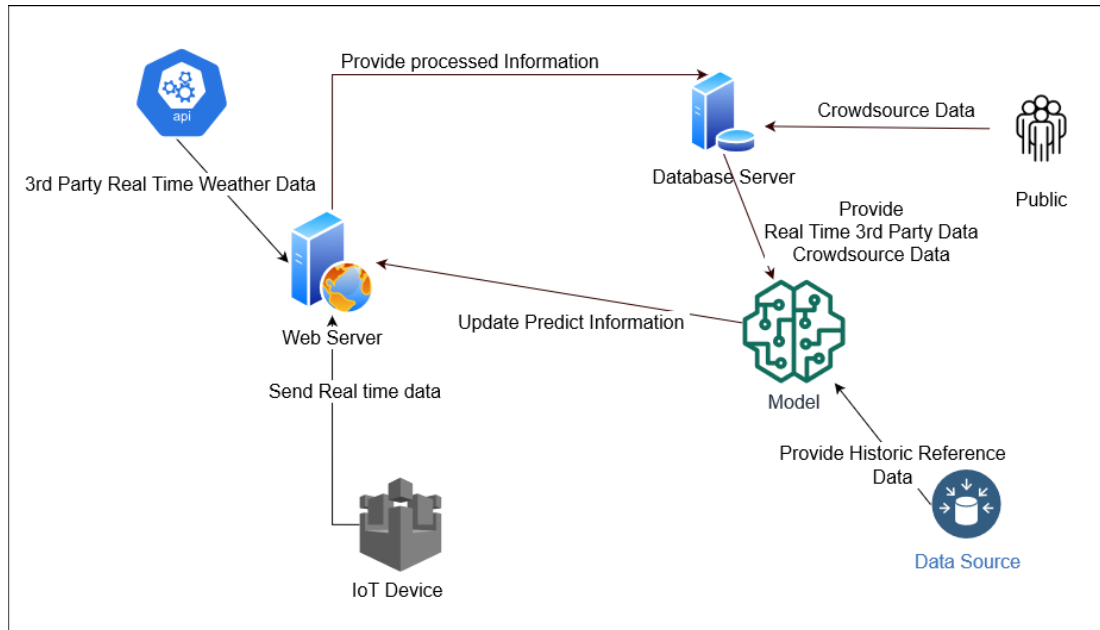 Provide processed Information
api
Crowdsource Data
3rd Party Real Time Weather Data
Database Server
Public
Provide
Real Time 3rd Party Data
Crowdsource Data
Update Predict Information
Web Server
Send Real time data
Model
Provide Historic Reference
Data
Data Source
IoT Device